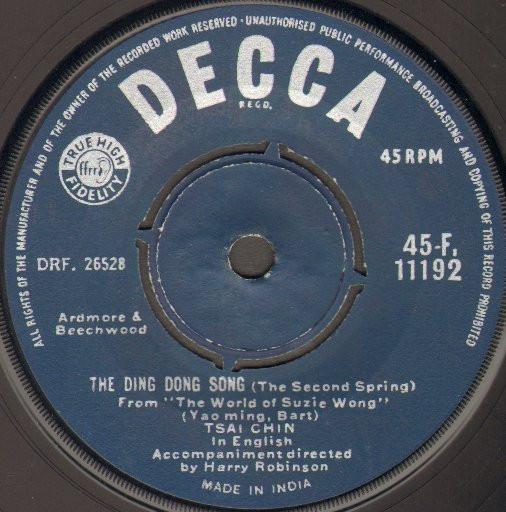 ALL RIGHTS OF THE MANUFACTURER AND OF THE OWNER OF THE RECORDED WORK RESERVED · UNAUTHORISED PUBLIC PERFORMANCE BROADCASTING AND COPYING OF THIS RECORD PROHIBITED
DECCA
REGD.
TRUE HIGH
ffrr
FIDELITY
45 RPM
DRF. 26528
45-F.
11192
Ardmore &
Beechwood
THE DING DONG SONG (The Second Spring)
From "The World of Suzie Wong"
(Yao ming, Bart)
TSAI CHIN
In English
Accompaniment directed
by Harry Robinson
MADE IN INDIA